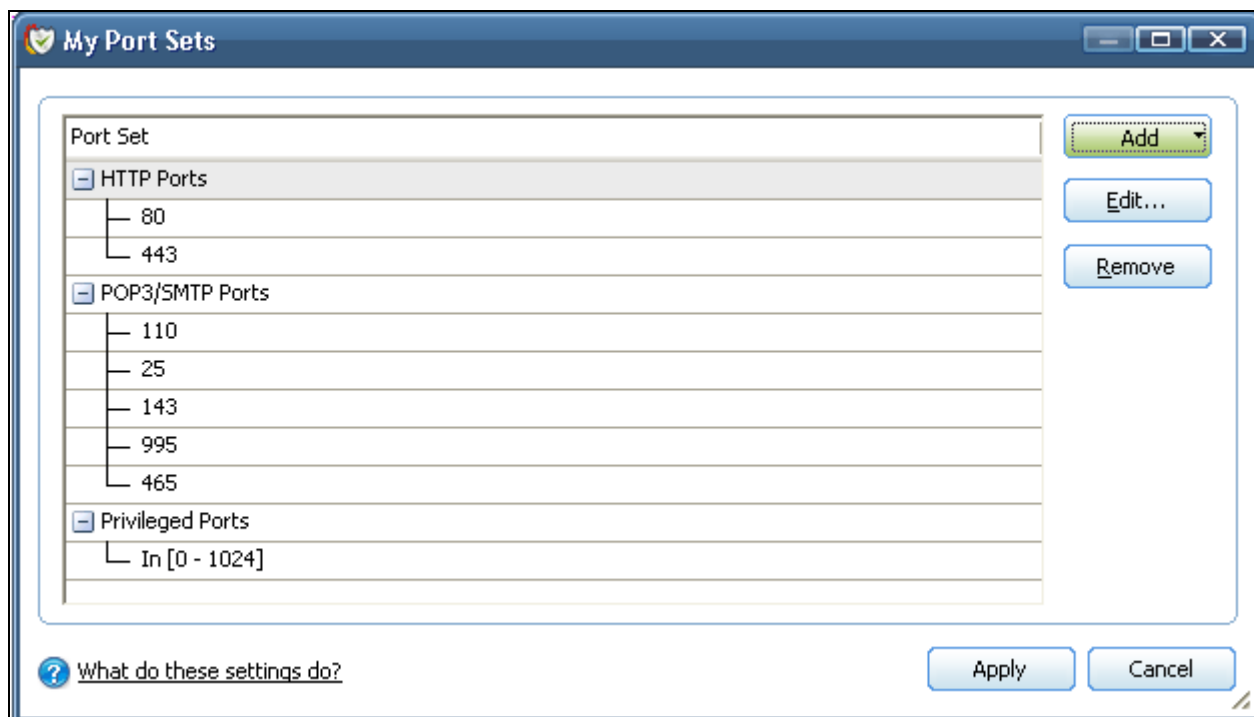 My Port Sets
Port Set
Add
HTTP Ports
Edit...
80
443
Remove
POP3/SMTP Ports
110
25
143
995
465
Privileged Ports
In [0 - 1024]
What do these settings do?
Apply
Cancel